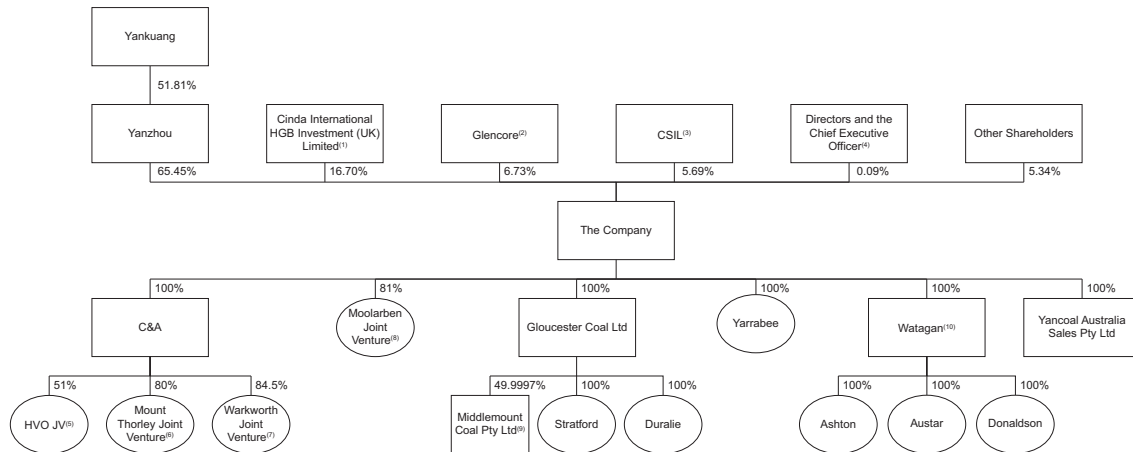 Yankuang
51.81%
Yanzhou
Cinda International
HGB Investment (UK)
Limited(1)
Glencore(2)
CSIL(3)
Directors and the
Chief Executive
Officer(4)
Other Shareholders
65.45%
16.70%
6.73%
5.69%
0.09%
5.34%
The Company
100%
81%
100%
100%
100%
100%
C&A
Moolarben
Joint
Venture(8)
Gloucester Coal Ltd
Yarrabee
Watagan(10)
Yancoal Australia
Sales Pty Ltd
51%
80%
84.5%
49.9997%
100%
100%
100%
100%
100%
HVO JV(5)
Mount
Thorley Joint
Venture(6)
Warkworth
Joint
Venture(7)
Middlemount
Coal Pty Ltd(9)
Stratford
Duralie
Ashton
Austar
Donaldson